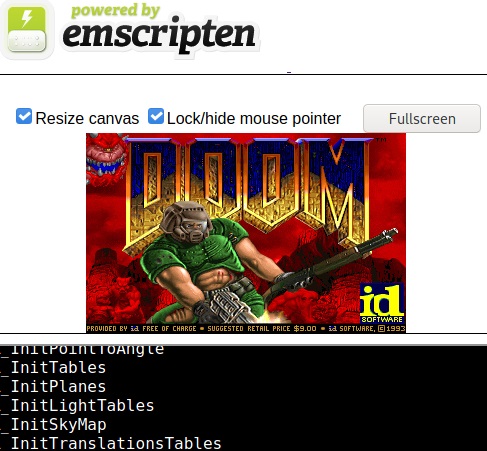 powered by
emscripten
Resize canvas Lock/hide mouse pointer Fullscreen
DOOM
id
SOFTWARE
PROVIDED BY id FREE OF CHARGE • SUGGESTED RETAIL PRICE $9.00 • id SOFTWARE, ©1993
_InitPointToAngle
_InitTables
_InitPlanes
_InitLightTables
_InitSkyMap
_InitTranslationsTables